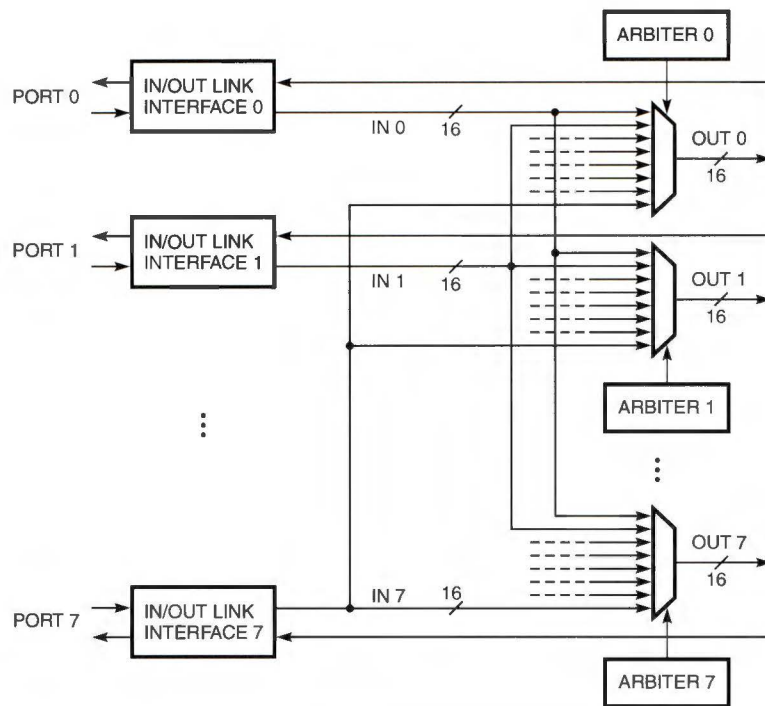 ARBITER 0
IN/OUT LINK
INTERFACE 0
PORT 0
IN 0
16
OUT 0
16
PORT 1
IN/OUT LINK
INTERFACE 1
IN 1
16
OUT 1
16
ARBITER 1
OUT 7
16
PORT 7
IN/OUT LINK
INTERFACE 7
IN 7
16
ARBITER 7